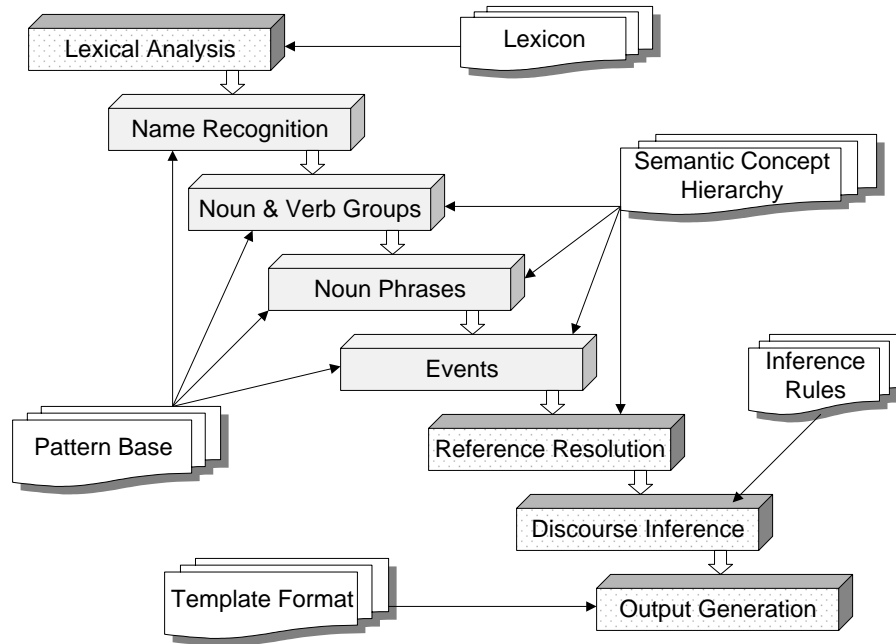 Lexical Analysis
Lexicon
Name Recognition
Semantic Concept
Hierarchy
Noun & Verb Groups
Noun Phrases
Events
Inference
Rules
Pattern Base
Reference Resolution
Discourse Inference
Template Format
Output Generation